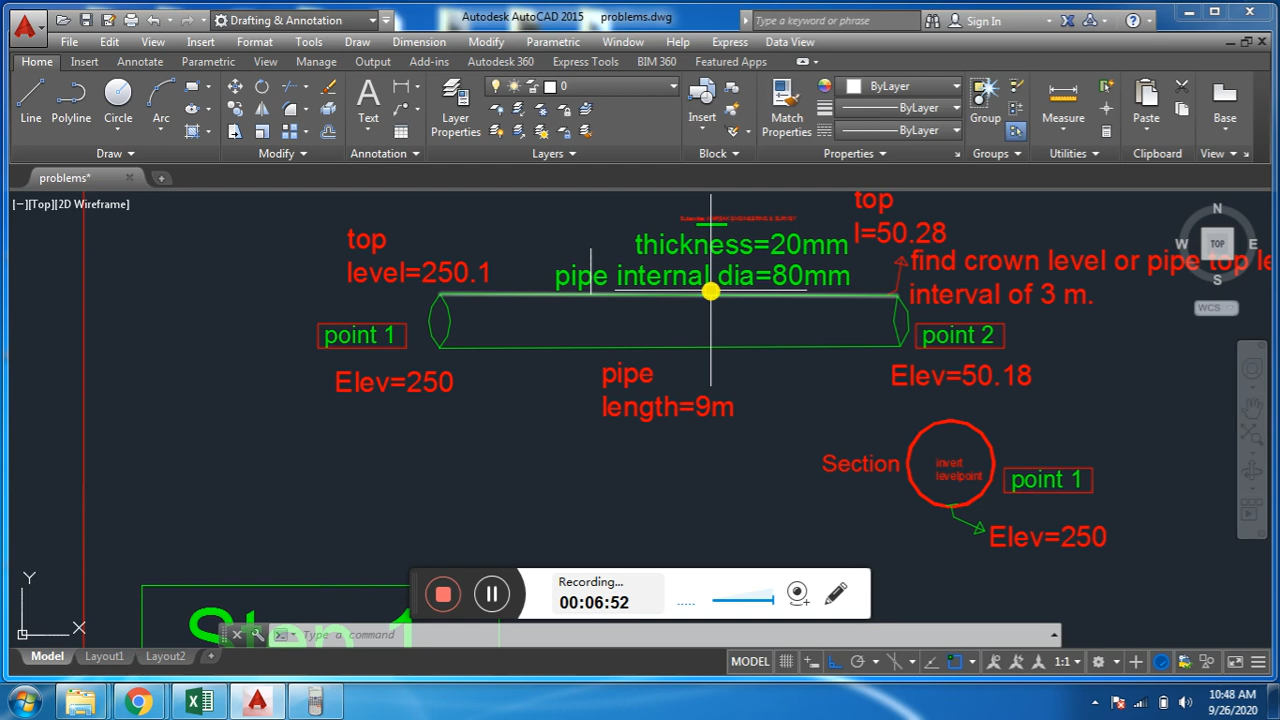 Drafting & Annotation
Autodesk AutoCAD 2015 problems.dwg
Type a keyword or phrase
Sign In
File Edit View Insert Format Tools Draw Dimension Modify Parametric Window Help Express Data View
Home Insert Annotate Parametric View Manage Output Add-ins Autodesk 360 Express Tools BIM 360 Featured Apps
0
ByLayer
ByLayer
ByLayer
Line Polyline Circle Arc Text Layer Properties Insert Match Properties Group Measure Paste Base
Draw Modify Annotation Layers Block Properties Groups Utilities Clipboard View
problems*
[−][Top][2D Wireframe]
N
W TOP E
S
WCS
top
level=250.1
thickness=20mm
pipe internal dia=80mm
top
l=50.28
find crown level or pipe top le
interval of 3 m.
point 1
point 2
Elev=250
pipe
length=9m
Elev=50.18
Section
invert
levelpoint
point 1
Elev=250
Step 1
Recording...
00:06:52
Y
X
Type a command
Model Layout1 Layout2
MODEL
1:1
10:48 AM
9/26/2020